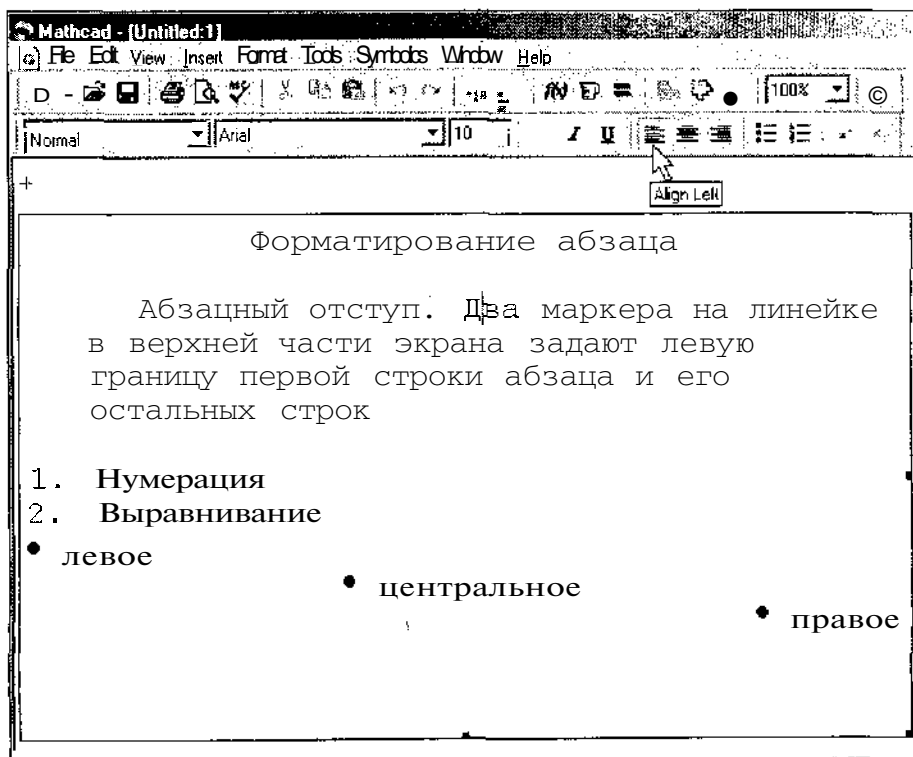 Mathcad - [Untitled:1]
File Edit View Insert Format Tools Symbolics Window Help
100%
Normal Arial 10 I U
Align Left
Форматирование абзаца
Абзацный отступ. Два маркера на линейке
в верхней части экрана задают левую
границу первой строки абзаца и его
остальных строк
1. Нумерация
2. Выравнивание
• левое
• центральное
• правое